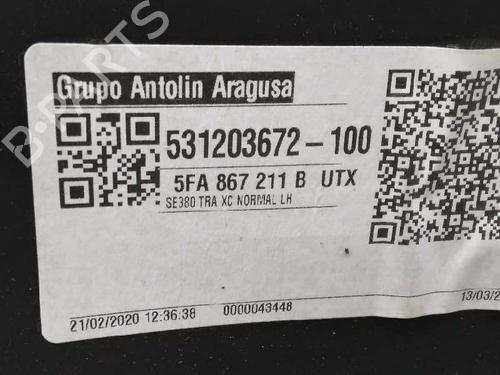 Grupo Antolin Aragusa
531203672-100
5FA 867 211 B UTX
SE380 TRA XC NORMAL LH
21/02/2020 12:36:38 0000043448 13/03/2
B-PARTS